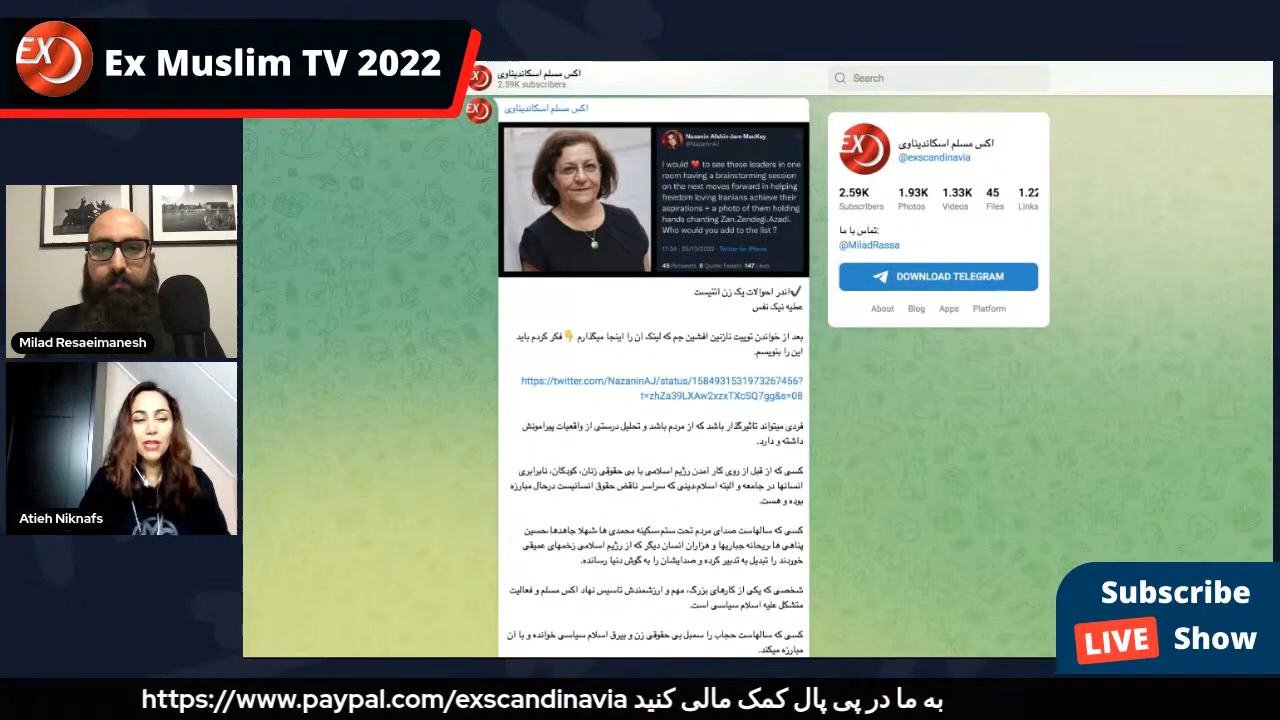 EX
Ex Muslim TV 2022
اکس مسلم اسکاندیناوی
2.59K subscribers
Search
اکس مسلم اسکاندیناوی
Nazanin Afshin-Jam MacKay
@NazaninAJ
I would ❤️ to see these leaders in one
room having a brainstorming session
on the next moves forward in helping
freedom loving Iranians achieve their
aspirations + a photo of them holding
hands chanting Zan.Zendegi.Azadi.
Who would you add to the list ?
Twitter for iPhone
45 Retweets 6 Quote Tweets 147 Likes
✔️اندر احوالات یک زن اتئیست
عطیه نیک نفس
بعد از خواندن توییت نازنین افشین جم که لینک آن را اینجا میگذارم 👇 فکر کردم باید
این را بنویسم.
https://twitter.com/NazaninAJ/status/1584931531973267456?
t=zhZa39LXAw2xzxTXcSQ7gg&s=08
فردی میتواند تاثیرگذار باشد که از مردم باشد و تحلیل درستی از واقعیات پیرامونش
داشته و دارد.
کسی که از قبل از روی کار آمدن رژیم اسلامی با بی حقوقی زنان، کودکان، نابرابری
انسانها در جامعه و البته اسلام،دینی که سراسر ناقض حقوق انسانیست درحال مبارزه
بوده و هست.
کسی که سالهاست صدای مردم تحت ستم،سکینه محمدی ها ،شهلا جاهدها،حسین
پناهی ها ،ریحانه جباریها و هزاران انسان دیگر که از رژیم اسلامی زخمهای عمیقی
خوردند را تبدیل به تدبیر کرده و صدایشان را به گوش دنیا رسانده.
شخصی که یکی از کارهای بزرگ، مهم و ارزشمندش تاسیس نهاد اکس مسلم و فعالیت
متشکل علیه اسلام سیاسی است.
کسی که سالهاست حجاب را سمبل بی حقوقی زن و بیرق اسلام سیاسی خوانده و با آن
مبارزه میکند.
EX
اکس مسلم اسکاندیناوی
@exscandinavia
2.59K 1.93K 1.33K 45 1.22
Subscribers Photos Videos Files Links
تماس با ما:
@MiladRassa
DOWNLOAD TELEGRAM
About Blog Apps Platform
Milad Resaeimanesh
Atieh Niknafs
Subscribe
LIVE Show
به ما در پی پال کمک مالی کنید https://www.paypal.com/exscandinavia